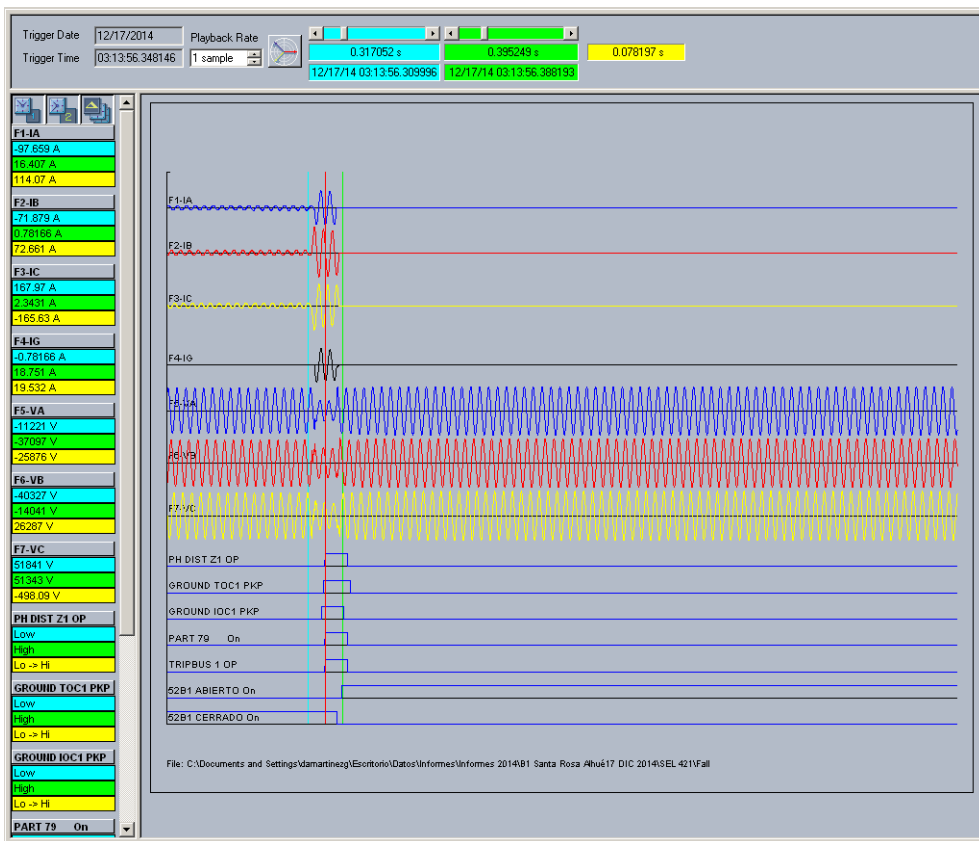 Trigger Date 12/17/2014 Playback Rate
Trigger Time 03:13:56.348146 1 sample
0.317052 s 0.395249 s 0.078197 s
12/17/14 03:13:56.309996 12/17/14 03:13:56.388193
F1-IA
-97.659 A
16.407 A
114.07 A
F2-IB
-71.879 A
0.78166 A
72.661 A
F3-IC
167.97 A
2.3431 A
-165.63 A
F4-IG
-0.78166 A
18.751 A
19.532 A
F5-VA
-11221 V
-37097 V
-25876 V
F6-VB
-40327 V
-14041 V
26287 V
F7-VC
51841 V
51343 V
-498.09 V
PH DIST Z1 OP
Low
High
Lo -> Hi
GROUND TOC1 PKP
Low
High
Lo -> Hi
GROUND IOC1 PKP
Low
High
Lo -> Hi
PART 79 On
F1-IA
F2-IB
F3-IC
F4-IG
F5-VA
F6-VB
F7-VC
PH DIST Z1 OP
GROUND TOC1 PKP
GROUND IOC1 PKP
PART 79 On
TRIPBUS 1 OP
52B1 ABIERTO On
52B1 CERRADO On
File: C:\Documents and Settings\damartinezg\Escritorio\Datos\Informes\Informes 2014\B1 Santa Rosa Alhué17 DIC 2014\SEL 421\Fall